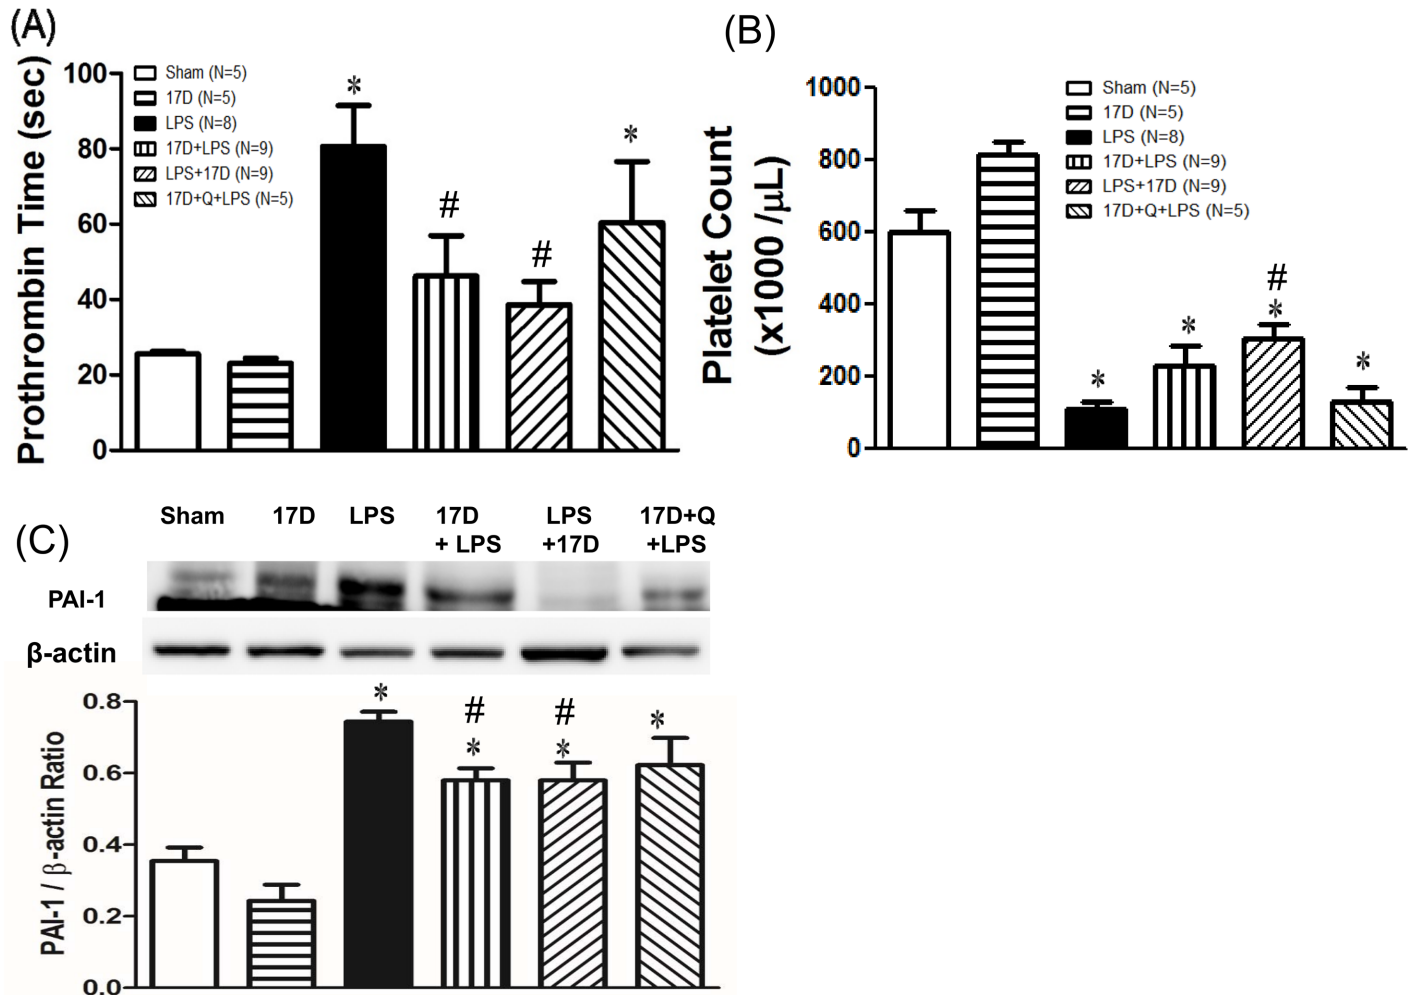 (A)
Prothrombin Time (sec)
100
80
60
40
20
0
Sham (N=5)
17D (N=5)
LPS (N=8)
17D+LPS (N=9)
LPS+17D (N=9)
17D+Q+LPS (N=5)
*
#
#
*
(B)
Platelet Count
(x1000 /μL)
1000
800
600
400
200
0
Sham (N=5)
17D (N=5)
LPS (N=8)
17D+LPS (N=9)
LPS+17D (N=9)
17D+Q+LPS (N=5)
*
*
#
*
*
(C)
Sham
17D
LPS
17D
+ LPS
LPS
+17D
17D+Q
+LPS
PAI-1
β-actin
PAI-1 / β-actin Ratio
0.8
0.6
0.4
0.2
0.0
*
#
*
#
*
*